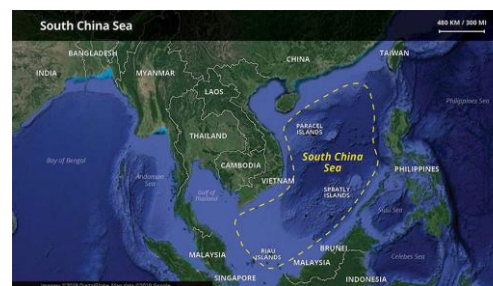 South China Sea
480 KM / 300 MI
BANGLADESH
CHINA
TAIWAN
INDIA
MYANMAR
LAOS
Philippines Sea
PARACEL
ISLANDS
THAILAND
South China
Sea
Bay of Bengal
Andaman
Sea
CAMBODIA
VIETNAM
PHILIPPINES
SPRATLY
ISLANDS
Gulf of
Thailand
Sulu Sea
BRUNEI
RIAU
ISLANDS
MALAYSIA
MALAYSIA
Celebes Sea
SINGAPORE
INDONESIA